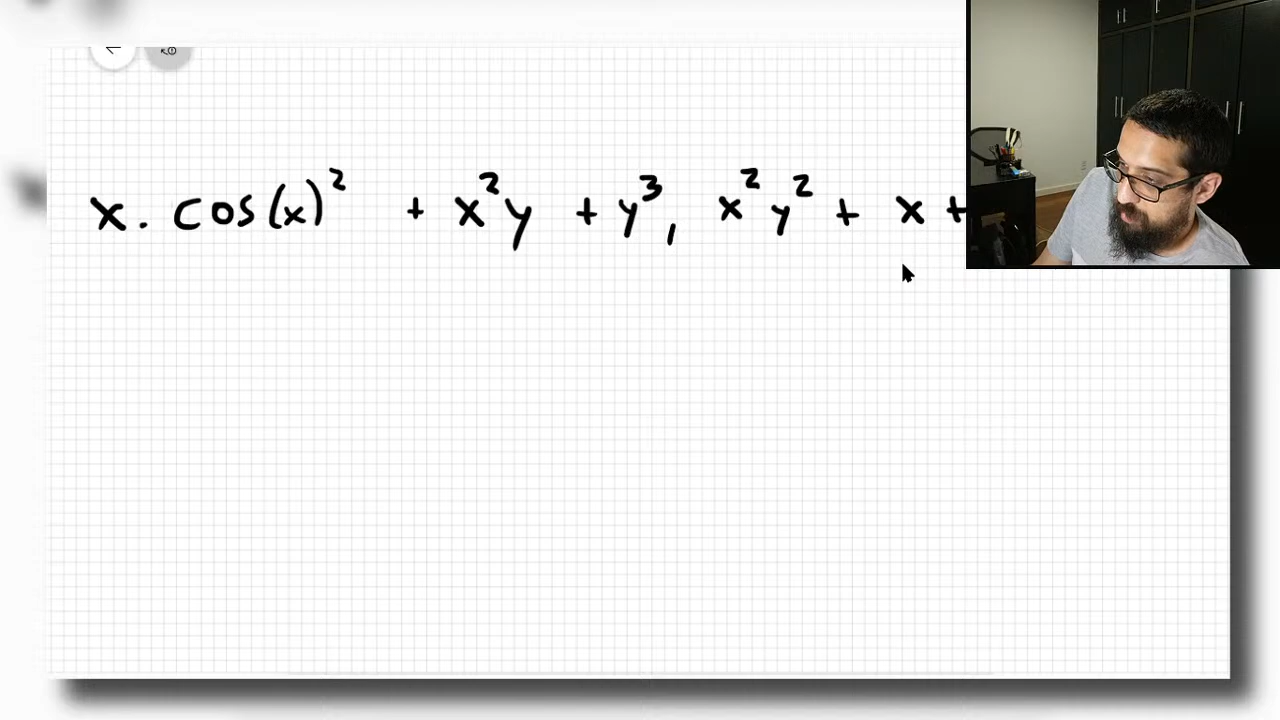 x. cos(x)² + x²y + y³, x²y² + x +